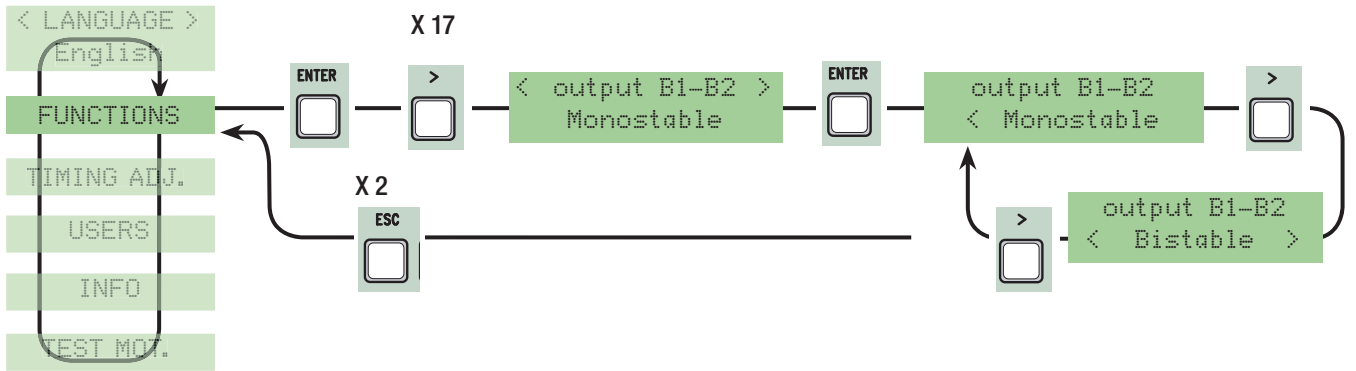 < LANGUAGE >
English
FUNCTIONS
TIMING ADJ.
USERS
INFO
TEST MOT.
ENTER
X 17
>
< output B1–B2 >
Monostable
ENTER
output B1–B2
< Monostable
>
output B1–B2
< Bistable >
>
X 2
ESC